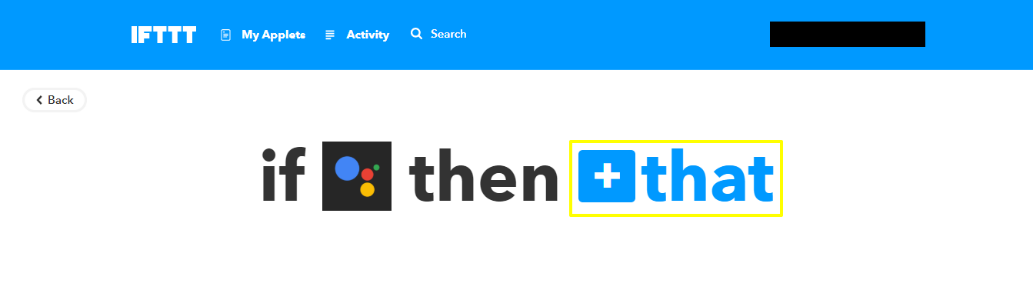 IFTTT My Applets Activity Search
Back
if then that